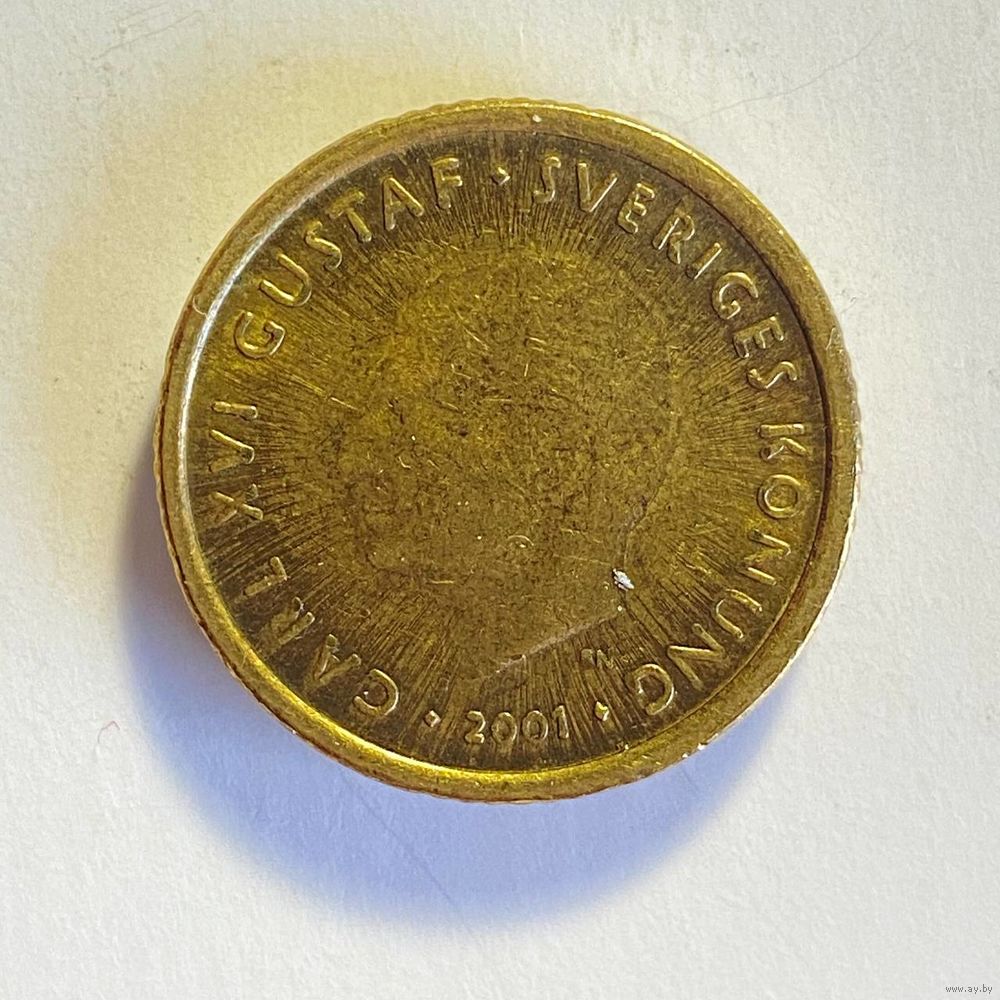 CARL XVI GUSTAF · SVERIGES KONUNG
· 2001 ·
www.ay.by